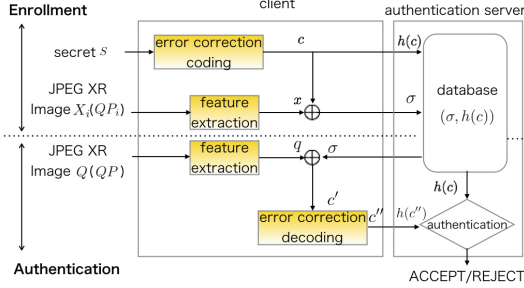 client
Enrollment
authentication server
secret S
error correction
coding
c
h(c)
JPEG XR
Image X_i(QP_i)
feature
extraction
x
σ
database
(σ, h(c))
JPEG XR
Image Q(QP)
feature
extraction
q
σ
c'
h(c)
error correction
decoding
c''
h(c'')
authentication
Authentication
ACCEPT/REJECT